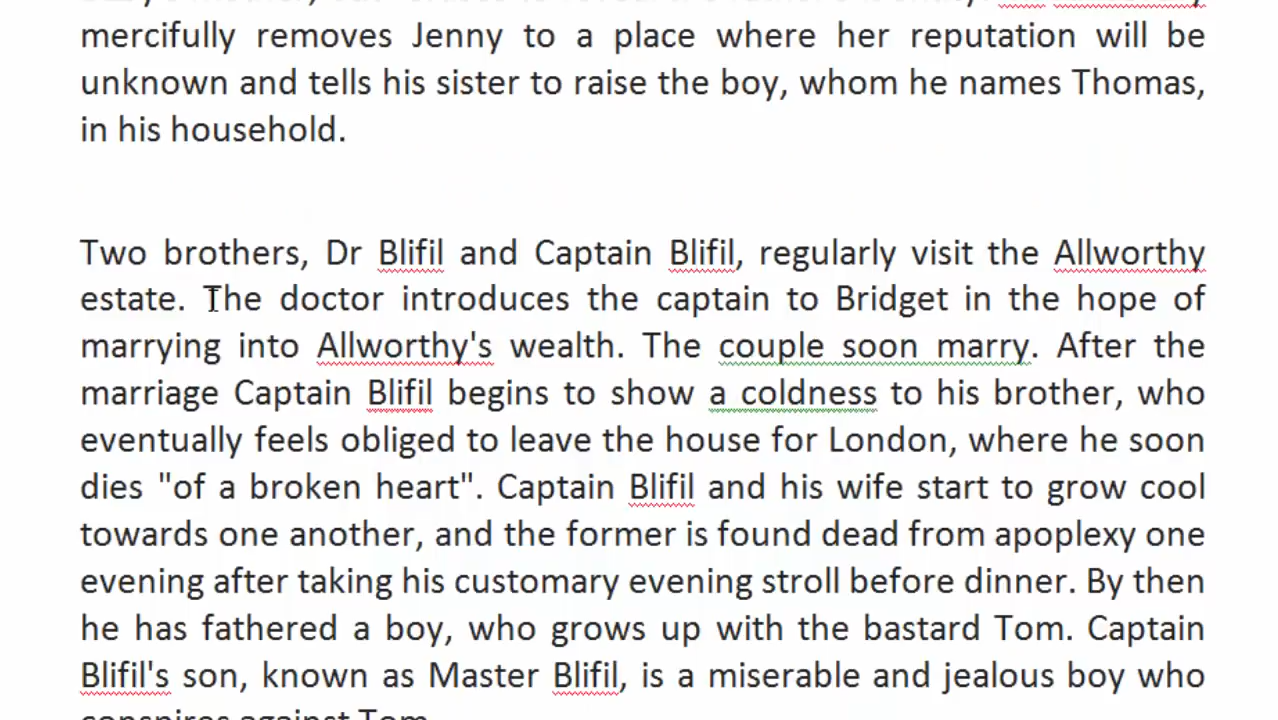 mercifully removes Jenny to a place where her reputation will be
unknown and tells his sister to raise the boy, whom he names Thomas,
in his household.
Two brothers, Dr Blifil and Captain Blifil, regularly visit the Allworthy
estate. The doctor introduces the captain to Bridget in the hope of
marrying into Allworthy's wealth. The couple soon marry. After the
marriage Captain Blifil begins to show a coldness to his brother, who
eventually feels obliged to leave the house for London, where he soon
dies "of a broken heart". Captain Blifil and his wife start to grow cool
towards one another, and the former is found dead from apoplexy one
evening after taking his customary evening stroll before dinner. By then
he has fathered a boy, who grows up with the bastard Tom. Captain
Blifil's son, known as Master Blifil, is a miserable and jealous boy who
conspires against Tom.